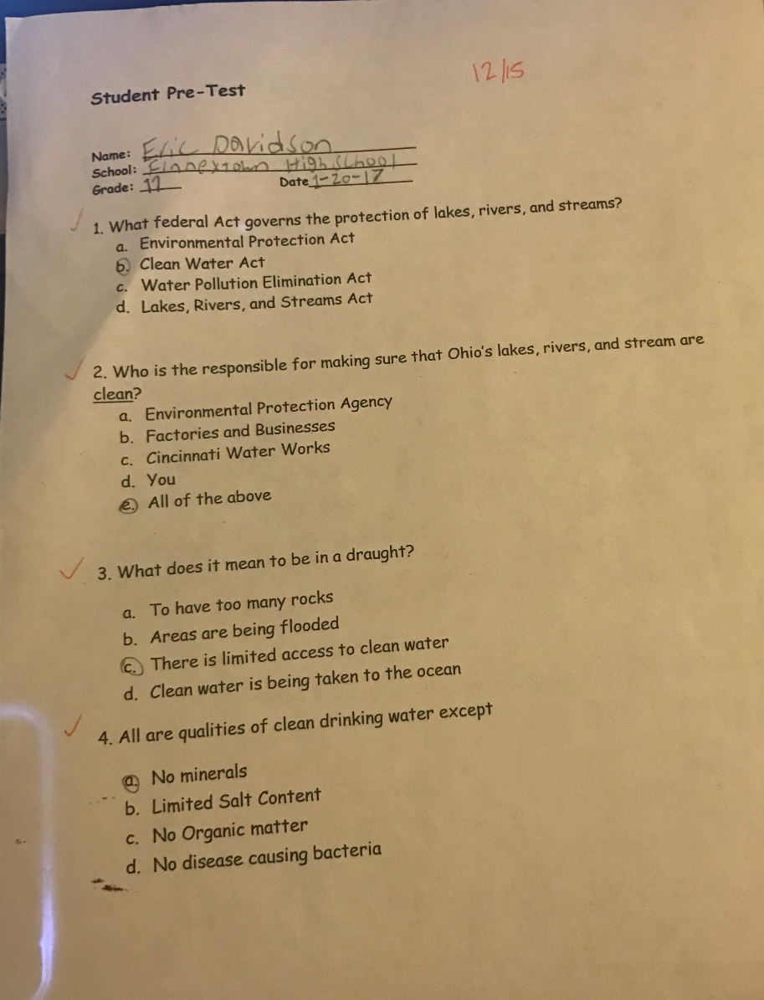 12/15
Student Pre-Test
Name: Eric Davidson
School: Finneytown High School
Grade: 12 Date 1-20-17
1. What federal Act governs the protection of lakes, rivers, and streams?
a. Environmental Protection Act
b. Clean Water Act
c. Water Pollution Elimination Act
d. Lakes, Rivers, and Streams Act
2. Who is the responsible for making sure that Ohio's lakes, rivers, and stream are
clean?
a. Environmental Protection Agency
b. Factories and Businesses
c. Cincinnati Water Works
d. You
e. All of the above
3. What does it mean to be in a draught?
a. To have too many rocks
b. Areas are being flooded
c. There is limited access to clean water
d. Clean water is being taken to the ocean
4. All are qualities of clean drinking water except
a. No minerals
b. Limited Salt Content
c. No Organic matter
d. No disease causing bacteria